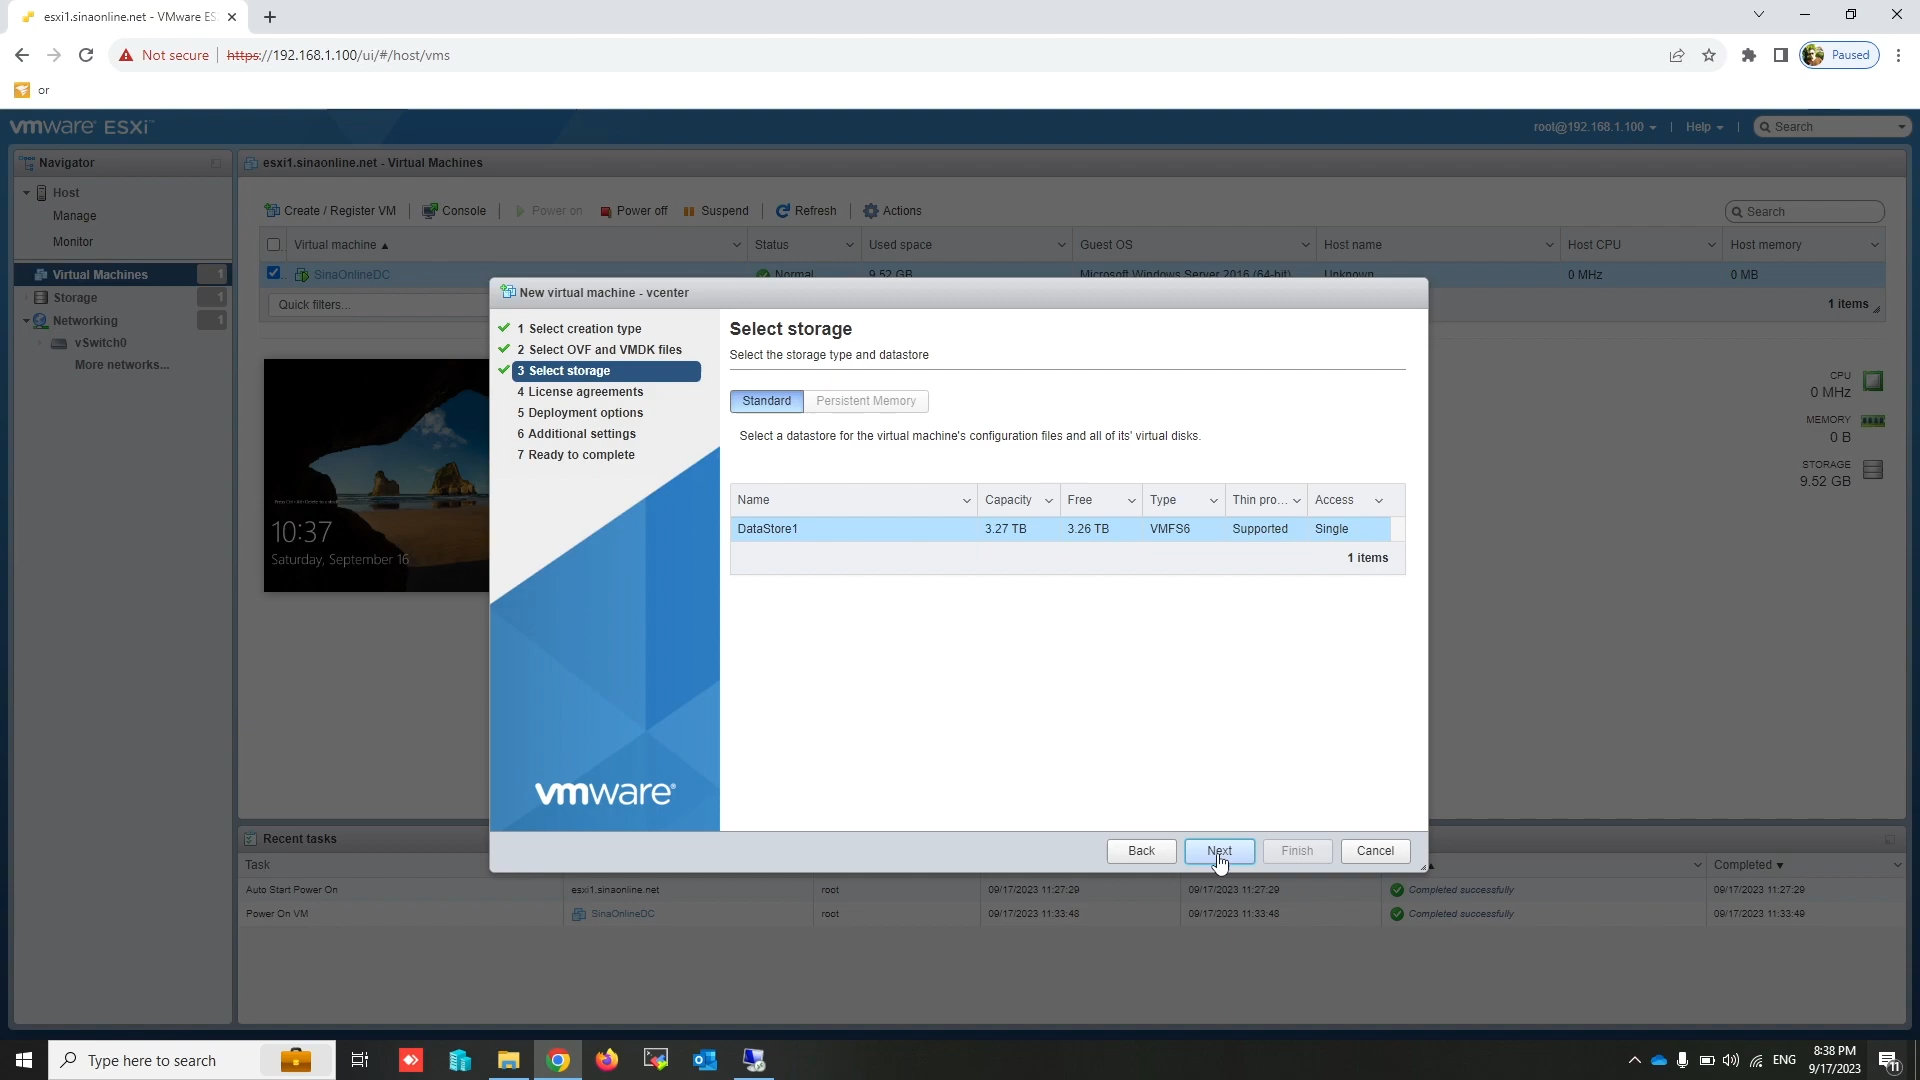 esxi1.sinaonline.net - VMware ES
Not secure
https://192.168.1.100/ui/#/host/vms
Paused
or
vmware ESXi™
root@192.168.1.100
Help
Search
Navigator
esxi1.sinaonline.net - Virtual Machines
Host
Manage
Monitor
Virtual Machines 1
Storage 1
Networking 1
vSwitch0
More networks...
Create / Register VM
Console
Power on
Power off
Suspend
Refresh
Actions
Search
Virtual machine
Status
Used space
Guest OS
Host name
Host CPU
Host memory
SinaOnlineDC
Normal
9.52 GB
Microsoft Windows Server 2016 (64-bit)
Unknown
0 MHz
0 MB
Quick filters...
1 items
10:37
Saturday, September 16
CPU
0 MHz
MEMORY
0 B
STORAGE
9.52 GB
New virtual machine - vcenter
1 Select creation type
2 Select OVF and VMDK files
3 Select storage
4 License agreements
5 Deployment options
6 Additional settings
7 Ready to complete
vmware®
Select storage
Select the storage type and datastore
Standard
Persistent Memory
Select a datastore for the virtual machine's configuration files and all of its' virtual disks.
Name
Capacity
Free
Type
Thin pro...
Access
DataStore1
3.27 TB
3.26 TB
VMFS6
Supported
Single
1 items
Back
Next
Finish
Cancel
Recent tasks
Task
Completed
Auto Start Power On
esxi1.sinaonline.net
root
09/17/2023 11:27:29
09/17/2023 11:27:29
Completed successfully
09/17/2023 11:27:29
Power On VM
SinaOnlineDC
root
09/17/2023 11:33:48
09/17/2023 11:33:48
Completed successfully
09/17/2023 11:33:49
Type here to search
ENG
8:38 PM
9/17/2023
11